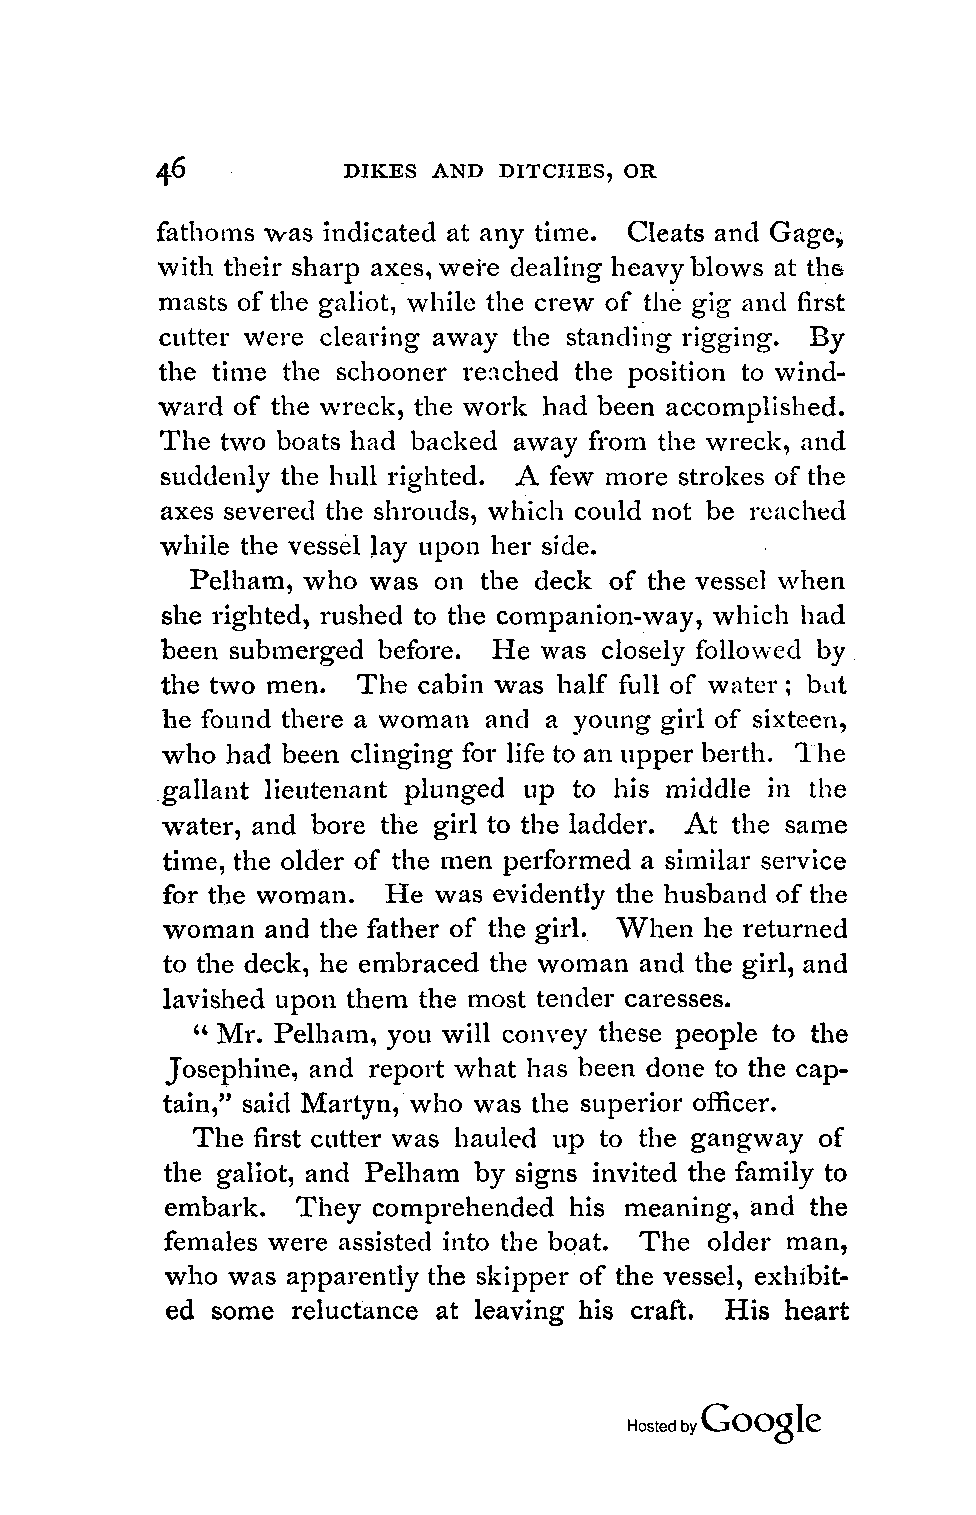 46 DIKES AND DITCHES, OR
fathoms was indicated at any time. Cleats and Gage,
with their sharp axes, were dealing heavy blows at the
masts of the galiot, while the crew of the gig and first
cutter were clearing away the standing rigging. By
the time the schooner reached the position to wind-
ward of the wreck, the work had been accomplished.
The two boats had backed away from the wreck, and
suddenly the hull righted. A few more strokes of the
axes severed the shrouds, which could not be reached
while the vessel lay upon her side.
Pelham, who was on the deck of the vessel when
she righted, rushed to the companion-way, which had
been submerged before. He was closely followed by
the two men. The cabin was half full of water; but
he found there a woman and a young girl of sixteen,
who had been clinging for life to an upper berth. The
gallant lieutenant plunged up to his middle in the
water, and bore the girl to the ladder. At the same
time, the older of the men performed a similar service
for the woman. He was evidently the husband of the
woman and the father of the girl. When he returned
to the deck, he embraced the woman and the girl, and
lavished upon them the most tender caresses.
“Mr. Pelham, you will convey these people to the
Josephine, and report what has been done to the cap-
tain,” said Martyn, who was the superior officer.
The first cutter was hauled up to the gangway of
the galiot, and Pelham by signs invited the family to
embark. They comprehended his meaning, and the
females were assisted into the boat. The older man,
who was apparently the skipper of the vessel, exhibit-
ed some reluctance at leaving his craft. His heart
Hosted by Google